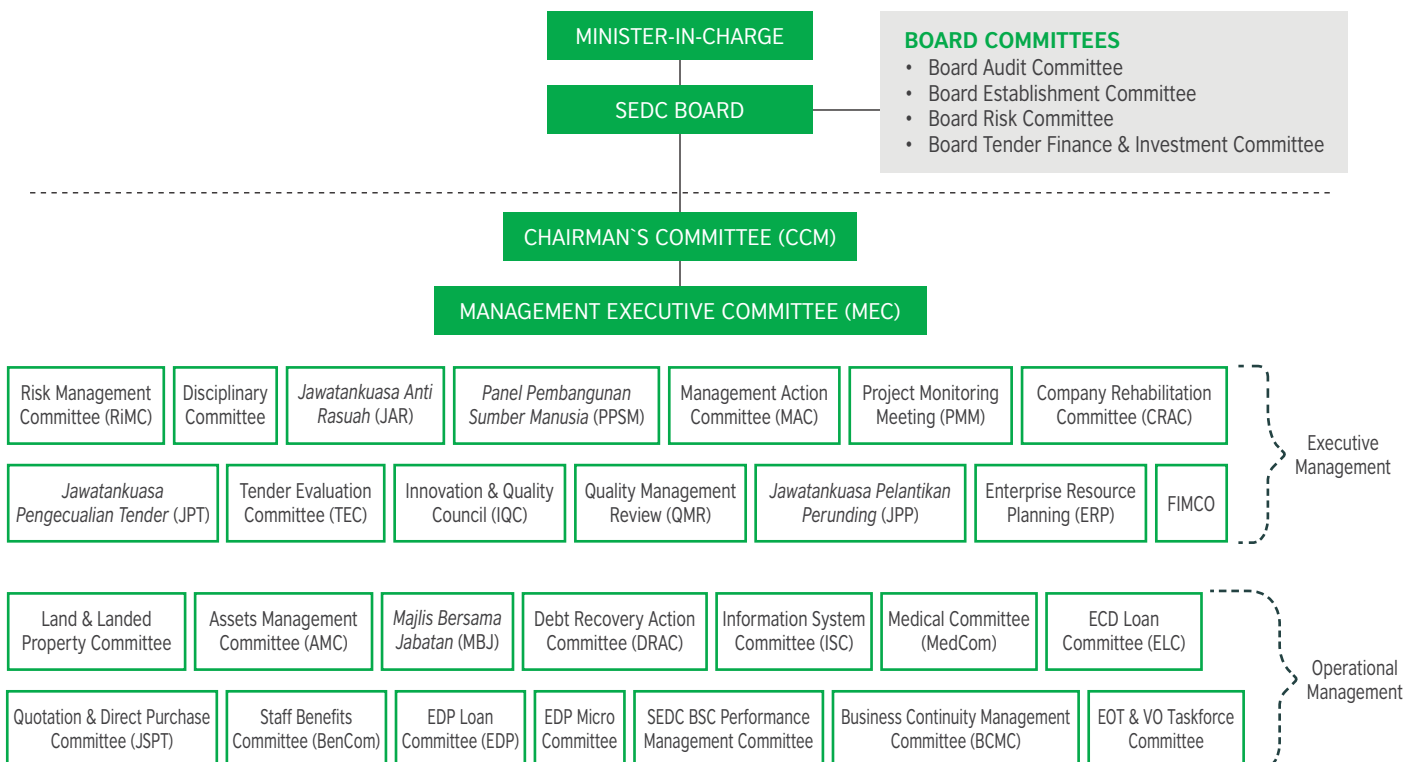 MINISTER-IN-CHARGE
SEDC BOARD
BOARD COMMITTEES
• Board Audit Committee
• Board Establishment Committee
• Board Risk Committee
• Board Tender Finance & Investment Committee
CHAIRMAN`S COMMITTEE (CCM)
MANAGEMENT EXECUTIVE COMMITTEE (MEC)
Risk Management
Committee (RiMC)
Disciplinary
Committee
Jawatankuasa Anti
Rasuah (JAR)
Panel Pembangunan
Sumber Manusia (PPSM)
Management Action
Committee (MAC)
Project Monitoring
Meeting (PMM)
Company Rehabilitation
Committee (CRAC)
Jawatankuasa
Pengecualian Tender (JPT)
Tender Evaluation
Committee (TEC)
Innovation & Quality
Council (IQC)
Quality Management
Review (QMR)
Jawatankuasa Pelantikan
Perunding (JPP)
Enterprise Resource
Planning (ERP)
FIMCO
Executive
Management
Land & Landed
Property Committee
Assets Management
Committee (AMC)
Majlis Bersama
Jabatan (MBJ)
Debt Recovery Action
Committee (DRAC)
Information System
Committee (ISC)
Medical Committee
(MedCom)
ECD Loan
Committee (ELC)
Quotation & Direct Purchase
Committee (JSPT)
Staff Benefits
Committee (BenCom)
EDP Loan
Committee (EDP)
EDP Micro
Committee
SEDC BSC Performance
Management Committee
Business Continuity Management
Committee (BCMC)
EOT & VO Taskforce
Committee
Operational
Management